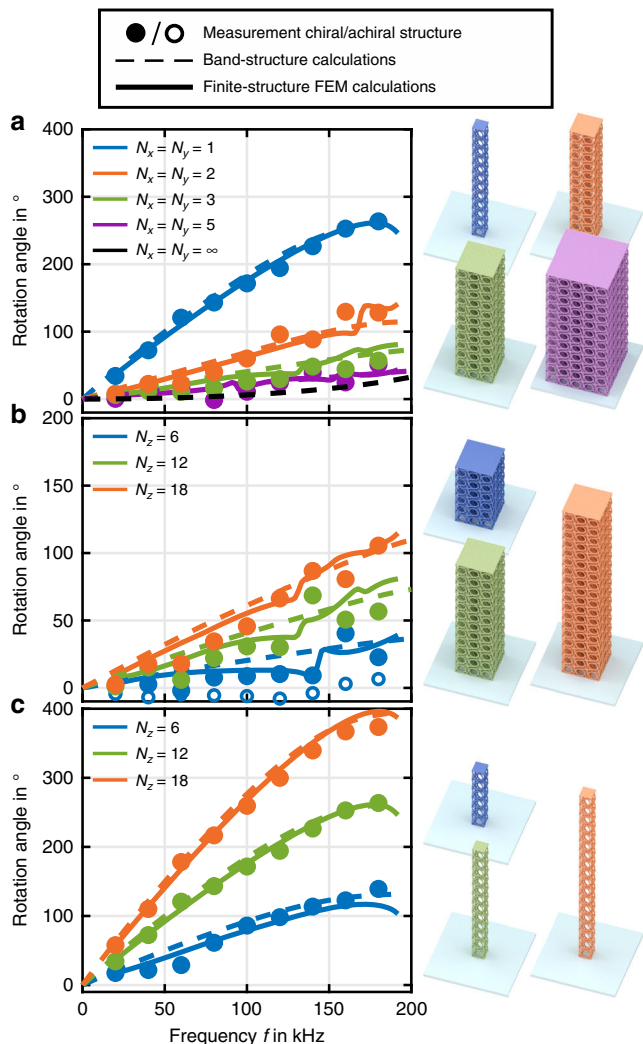 ● / ○ Measurement chiral/achiral structure
Band-structure calculations
Finite-structure FEM calculations
a
400
300
200
100
0
Rotation angle in °
Nx = Ny = 1
Nx = Ny = 2
Nx = Ny = 3
Nx = Ny = 5
Nx = Ny = ∞
b
200
150
100
50
0
Rotation angle in °
Nz = 6
Nz = 12
Nz = 18
c
400
300
200
100
0
Rotation angle in °
Nz = 6
Nz = 12
Nz = 18
0 50 100 150 200
Frequency f in kHz